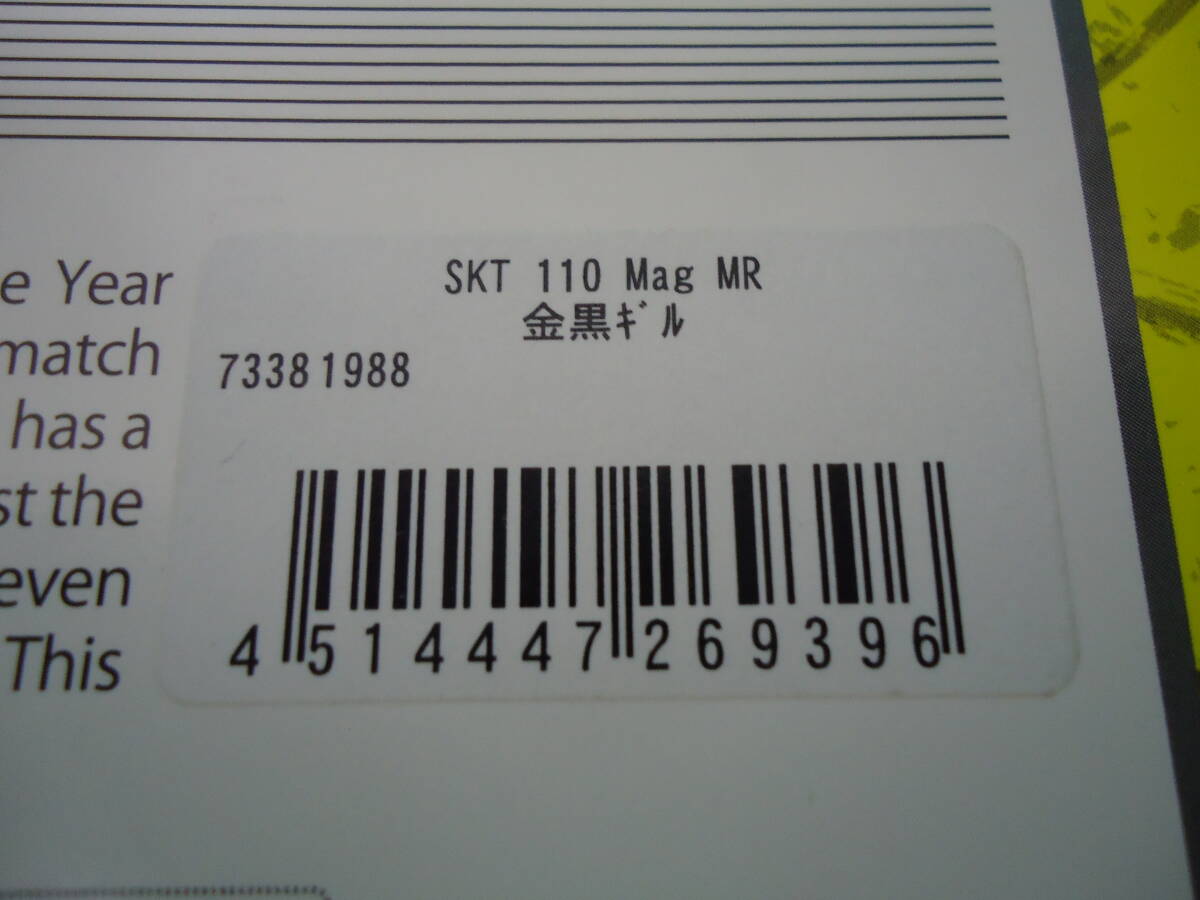 e Year
match
has a
st the
even
This
SKT 110 Mag MR
金黒ｷﾞﾙ
73381988
4 514447 269396